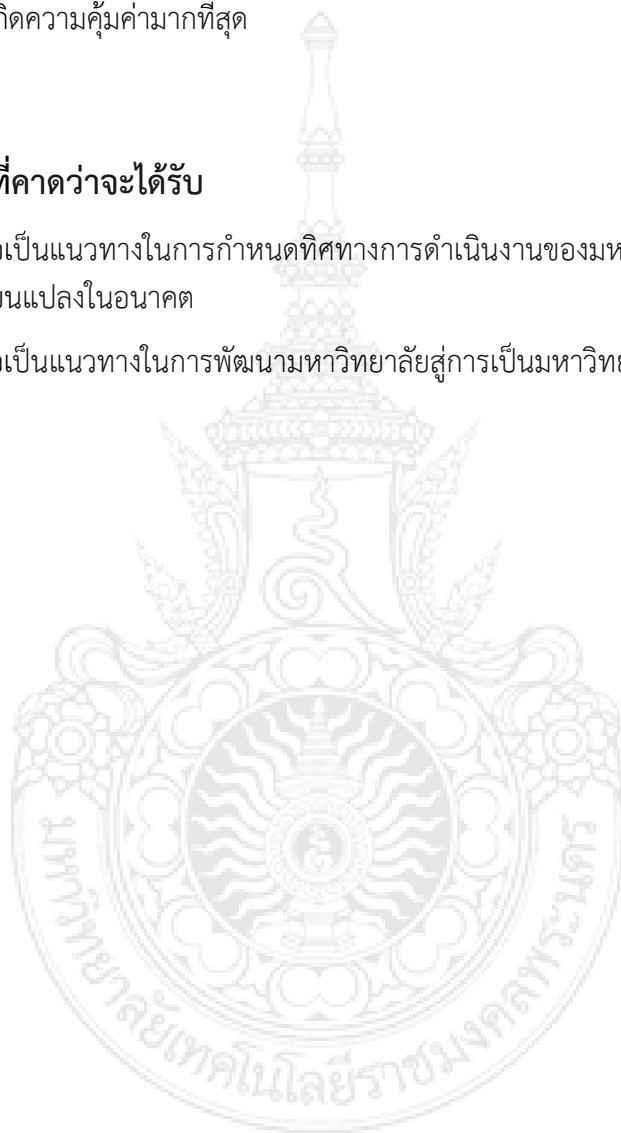 กิดความคุ้มค่ามากที่สุด
ที่คาดว่าจะได้รับ
เป็นแนวทางในการกำหนดทิศทางการดำเนินงานของมห
นแปลงในอนาคต
เป็นแนวทางในการพัฒนามหาวิทยาลัยสู่การเป็นมหาวิทย
มหาวิทยาลัยเทคโนโลยีราชมงคลพระนคร